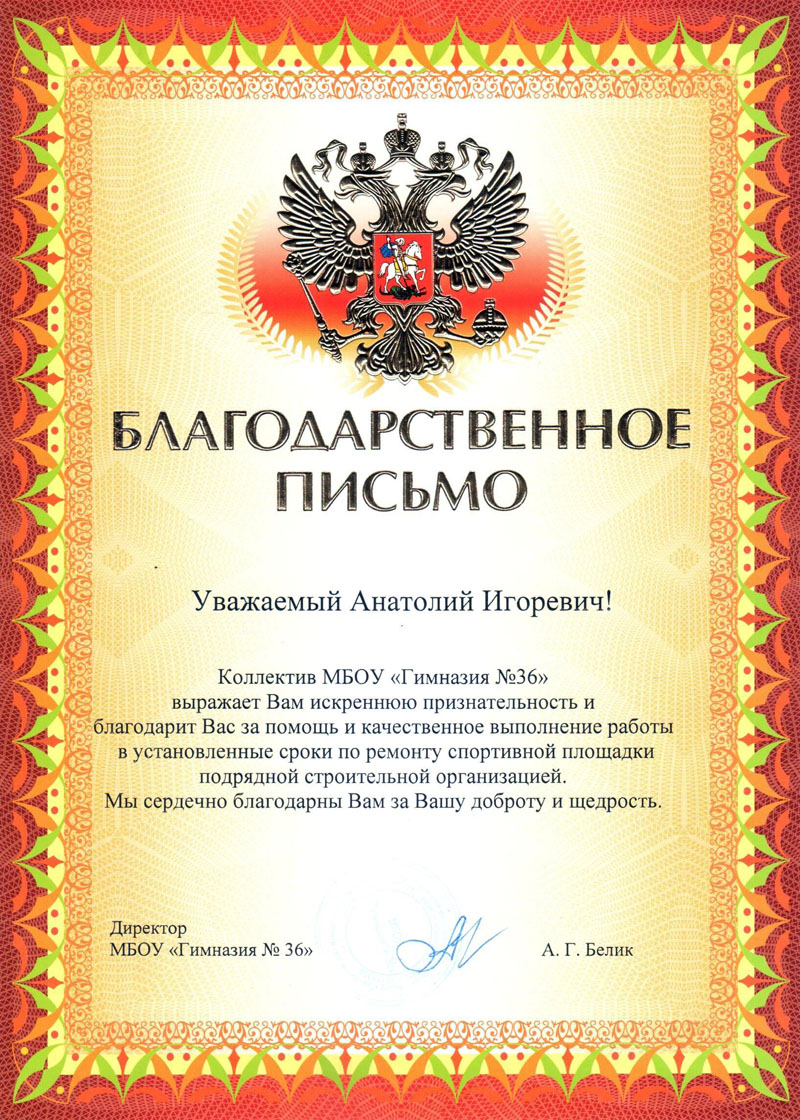 БЛАГОДАРСТВЕННОЕ
ПИСЬМО
Уважаемый Анатолий Игоревич!
Коллектив МБОУ «Гимназия №36»
выражает Вам искреннюю признательность и
благодарит Вас за помощь и качественное выполнение работы
в установленные сроки по ремонту спортивной площадки
подрядной строительной организацией.
Мы сердечно благодарны Вам за Вашу доброту и щедрость.
Директор
МБОУ «Гимназия № 36»
А. Г. Белик